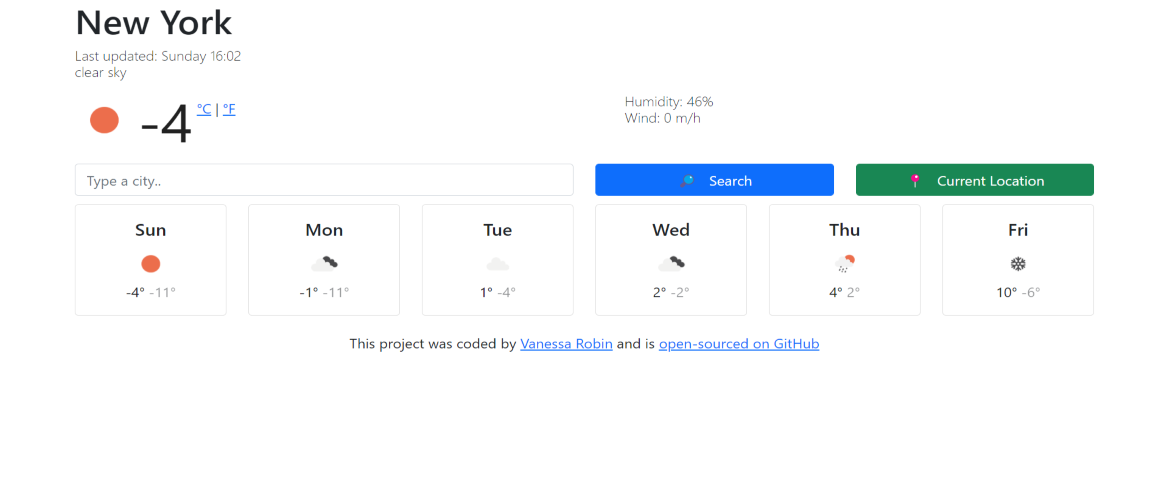 New York
Last updated: Sunday 16:02
clear sky
-4 °C | °F
Humidity: 46%
Wind: 0 m/h
Type a city..
Search
Current Location
Sun
-4° -11°
Mon
-1° -11°
Tue
1° -4°
Wed
2° -2°
Thu
4° 2°
Fri
10° -6°
This project was coded by Vanessa Robin and is open-sourced on GitHub